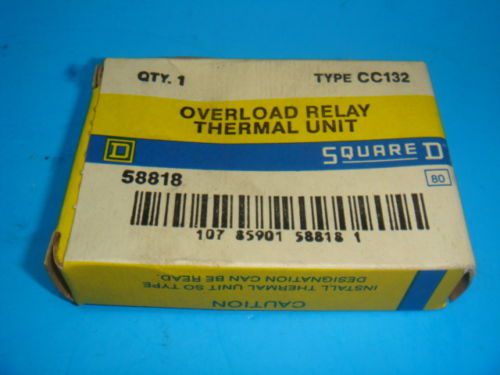 QTY. 1 TYPE CC132
OVERLOAD RELAY
THERMAL UNIT
D SQUARE D
58818
80
107 85901 58818 1
CAUTION
INSTALL THERMAL UNIT SO TYPE
DESIGNATION CAN BE READ.